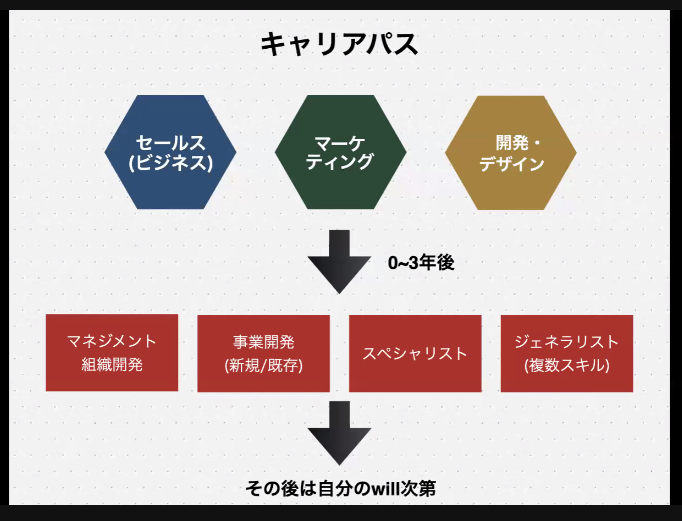 キャリアパス
セールス
(ビジネス)
マーケ
ティング
開発・
デザイン
0~3年後
マネジメント
組織開発
事業開発
(新規/既存)
スペシャリスト
ジェネラリスト
(複数スキル)
その後は自分のwill次第